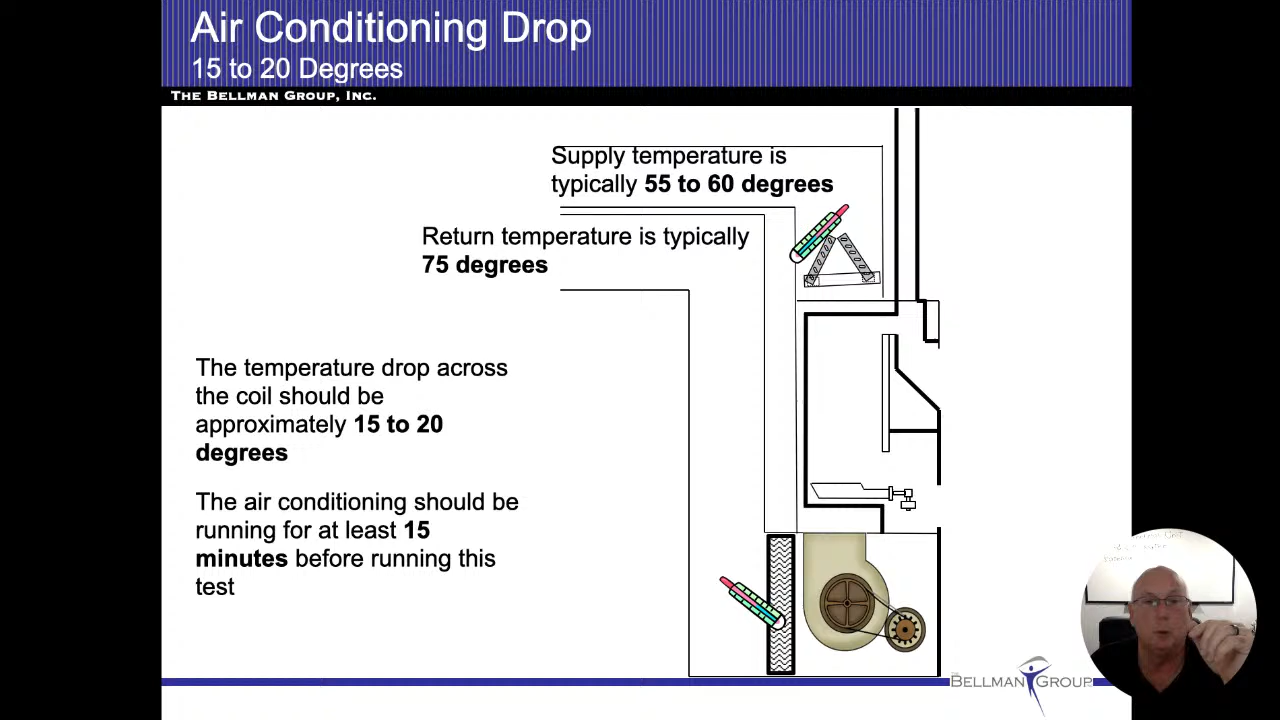 Air Conditioning Drop
15 to 20 Degrees
THE BELLMAN GROUP, INC.
Supply temperature is
typically 55 to 60 degrees
Return temperature is typically
75 degrees
The temperature drop across
the coil should be
approximately 15 to 20
degrees
The air conditioning should be
running for at least 15
minutes before running this
test
BELLMAN GROUP